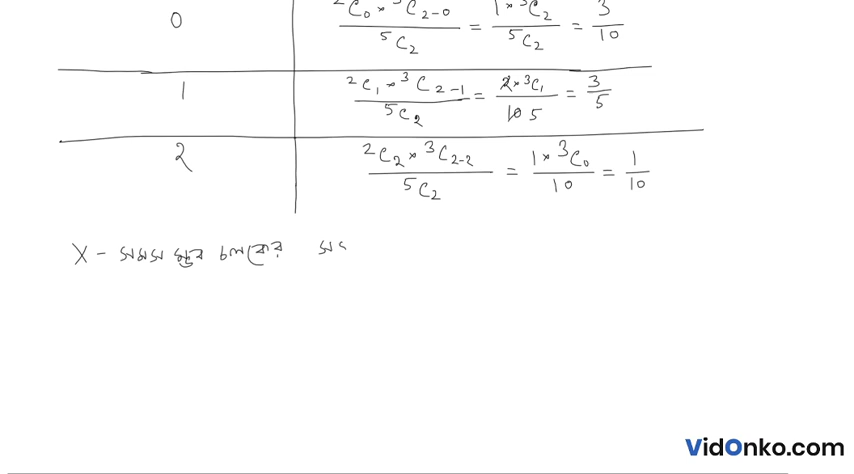 0 ²C₀ × ³C₂₋₀ / ⁵C₂ = 1 × ³C₂ / ⁵C₂ = 3/10
1 ²C₁ × ³C₂₋₁ / ⁵C₂ = 2 × ³C₁ / 10 5 = 3/5
2 ²C₂ × ³C₂₋₂ / ⁵C₂ = 1 × ³C₀ / 10 = 1/10
X – চলকের
VidOnko.com